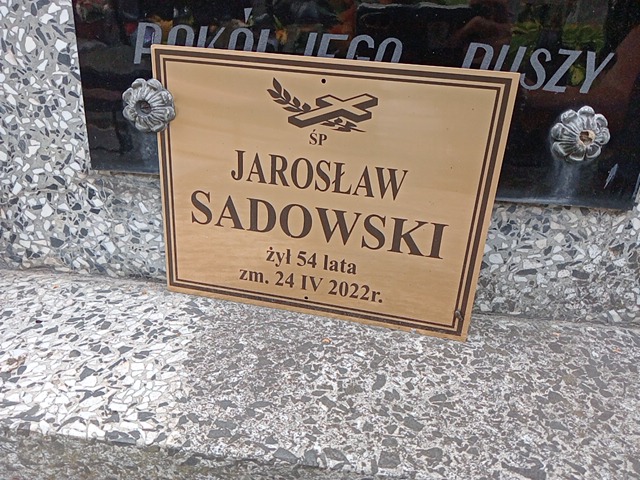 POKÓJ JEGO DUSZY
ŚP
JAROSŁAW
SADOWSKI
żył 54 lata
zm. 24 IV 2022r.